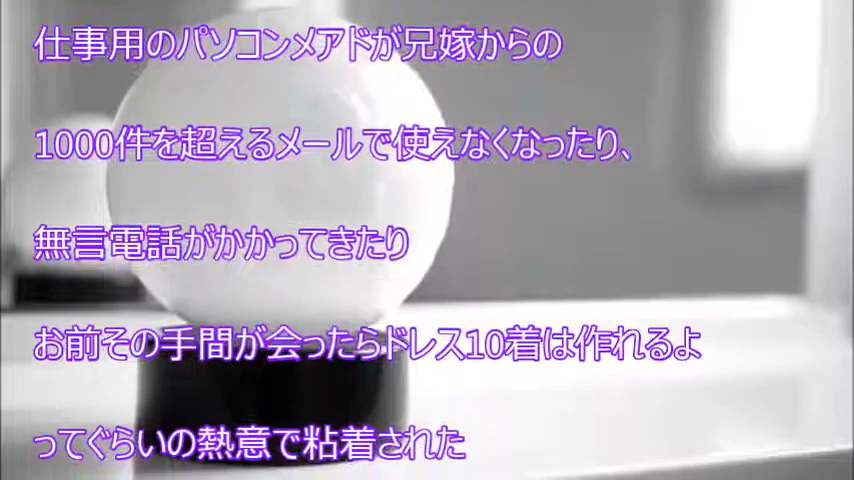 仕事用のパソコンメアドが兄嫁からの
1000件を超えるメールで使えなくなったり、
無言電話がかかってきたり
お前その手間が会ったらドレス10着は作れるよ
ってぐらいの熱意で粘着された